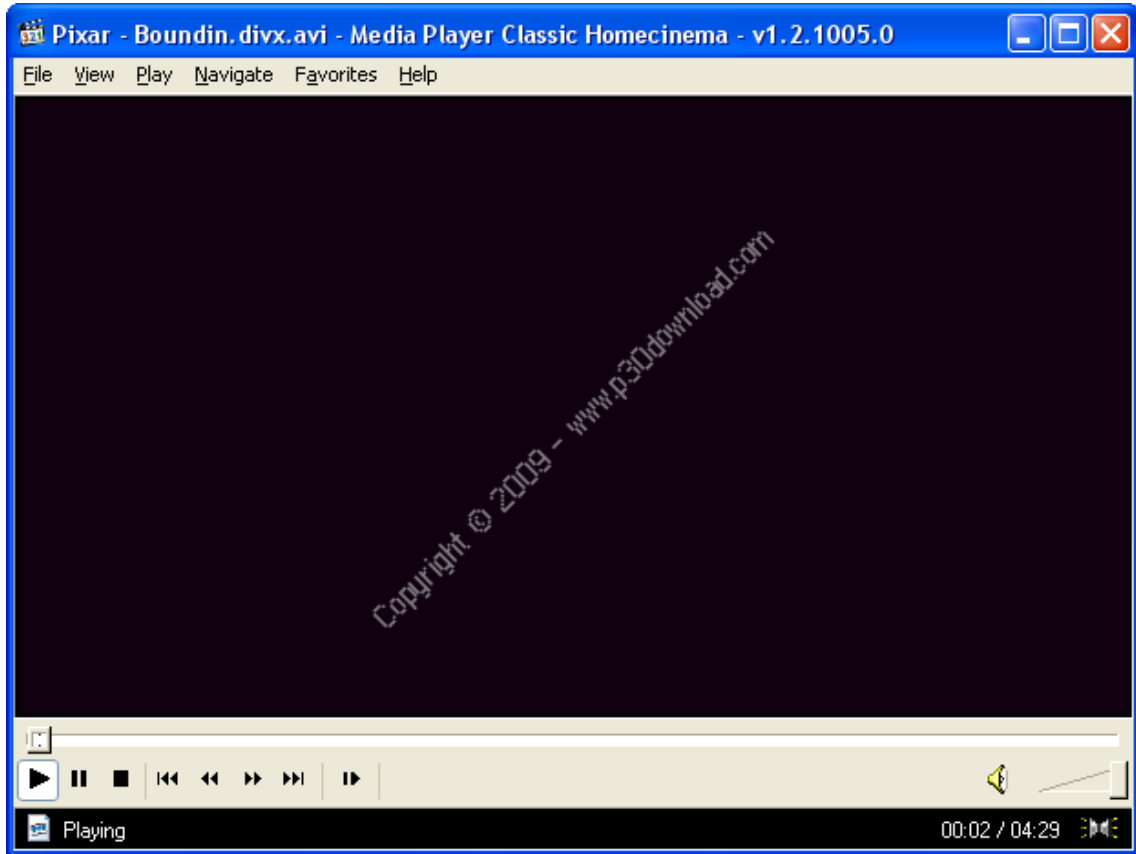 Pixar - Boundin.divx.avi - Media Player Classic Homecinema - v1.2.1005.0
File View Play Navigate Favorites Help
Copyright © 2009 - www.p30download.com
Playing 00:02 / 04:29